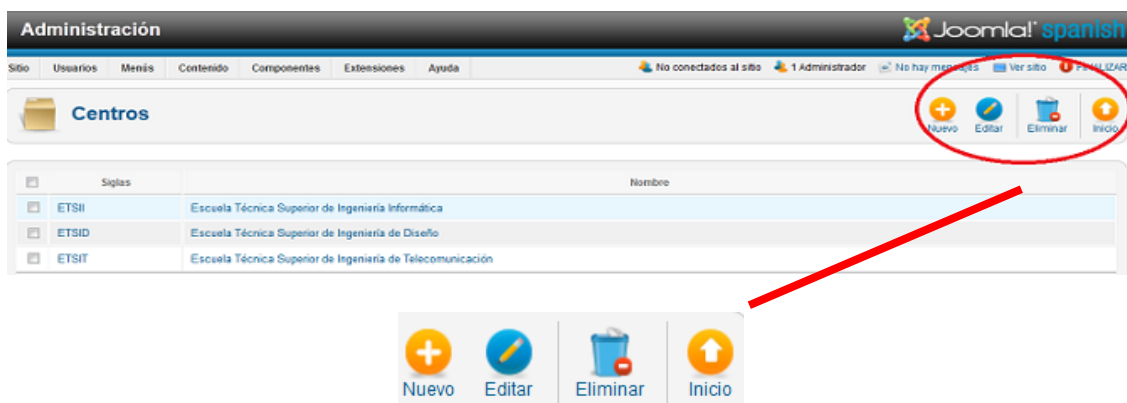 Administración Joomla! spanish
Sitio Usuarios Menús Contenido Componentes Extensiones Ayuda No conectados al sitio 1 Administrador No hay mensajes Ver sitio FINALIZAR
Centros Nuevo Editar Eliminar Inicio
Siglas Nombre
ETSII Escuela Técnica Superior de Ingeniería Informática
ETSID Escuela Técnica Superior de Ingeniería de Diseño
ETSIT Escuela Técnica Superior de Ingeniería de Telecomunicación
Nuevo Editar Eliminar Inicio